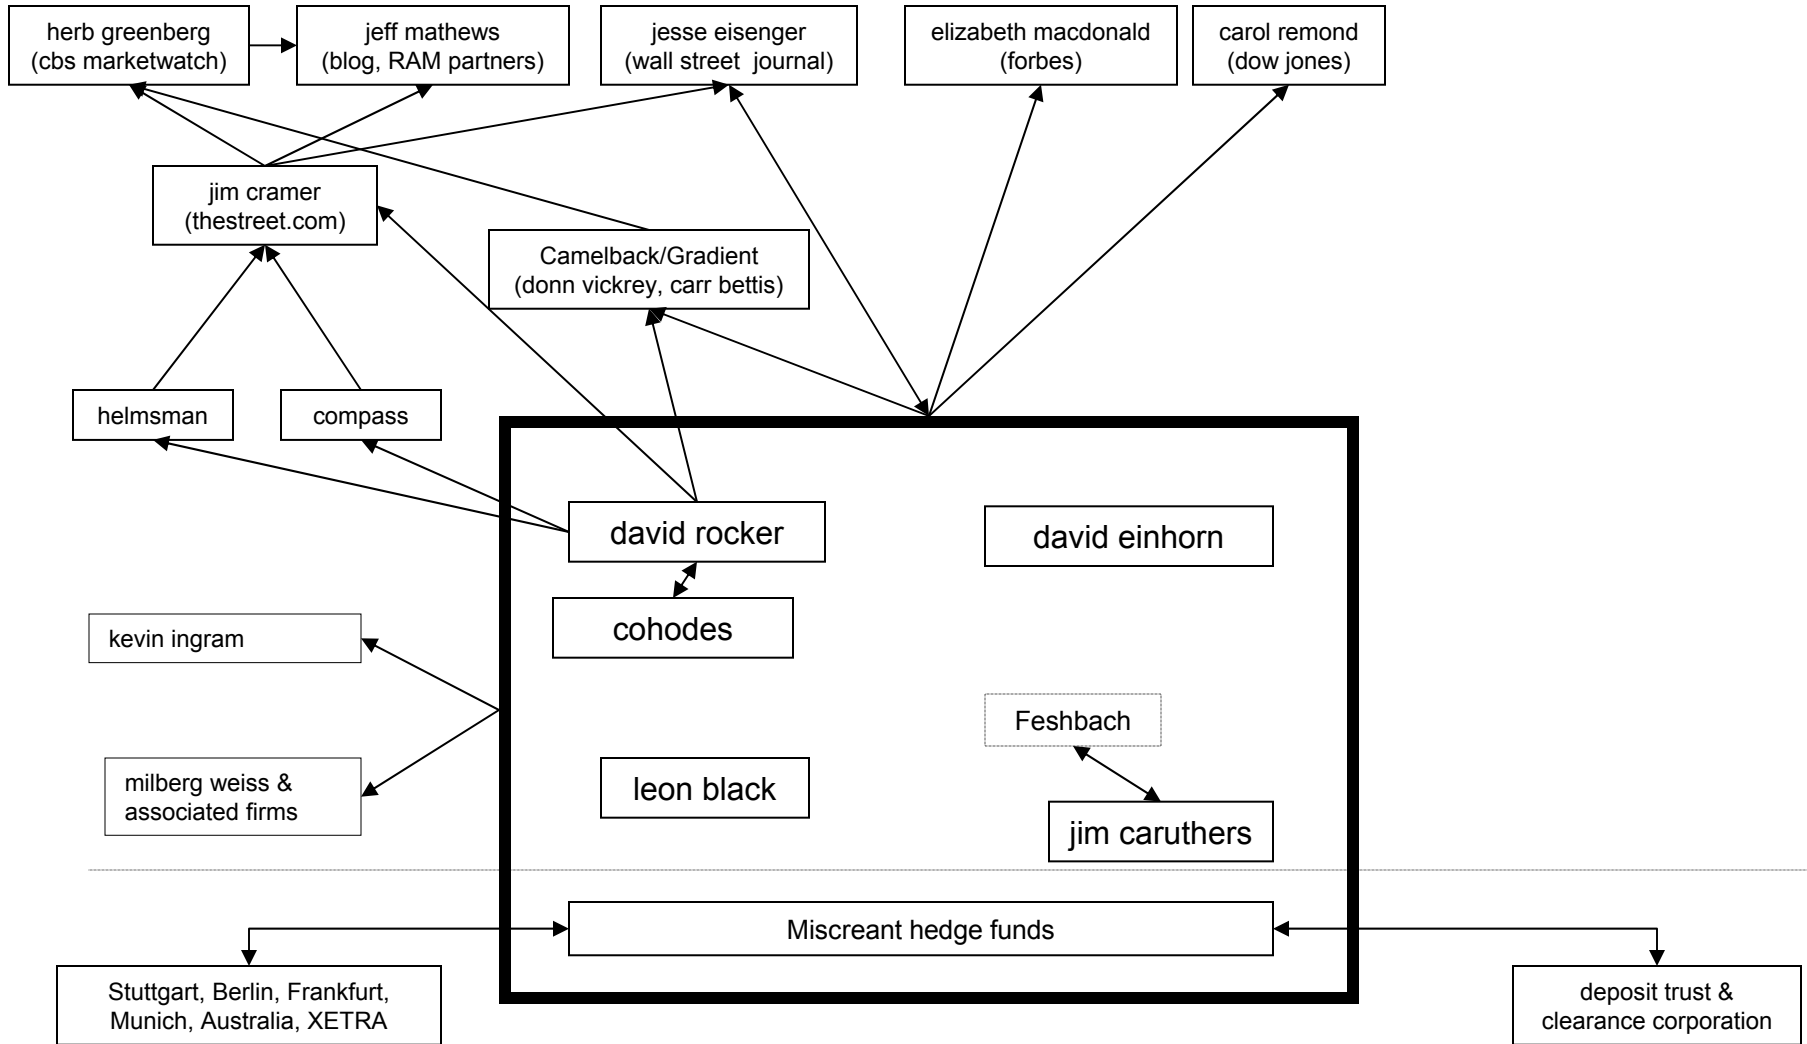 herb greenberg
(cbs marketwatch)
jeff mathews
(blog, RAM partners)
jesse eisenger
(wall street journal)
elizabeth macdonald
(forbes)
carol remond
(dow jones)
jim cramer
(thestreet.com)
Camelback/Gradient
(donn vickrey, carr bettis)
helmsman
compass
david rocker
david einhorn
cohodes
kevin ingram
Feshbach
milberg weiss &
associated firms
leon black
jim caruthers
Miscreant hedge funds
Stuttgart, Berlin, Frankfurt,
Munich, Australia, XETRA
deposit trust &
clearance corporation